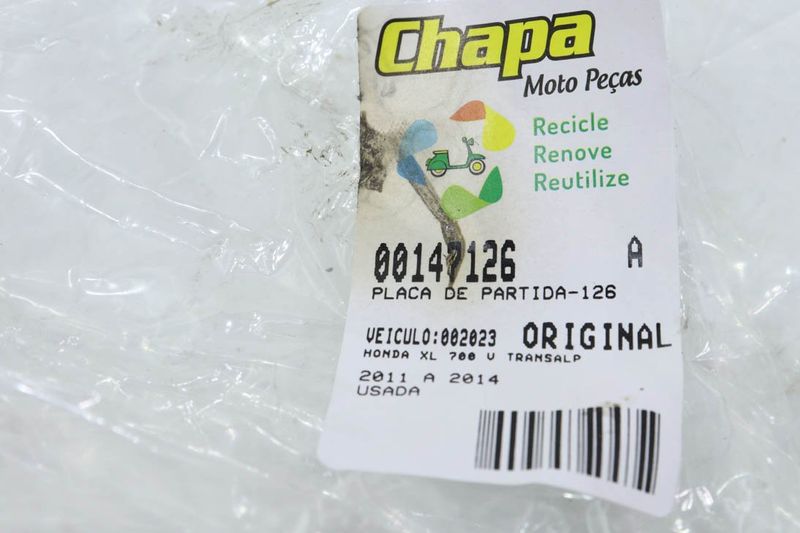 Chapa
Moto Peças
Recicle
Renove
Reutilize
00147126 A
PLACA DE PARTIDA-126
VEICULO:002023 ORIGINAL
HONDA XL 700 V TRANSALP
2011 A 2014
USADA